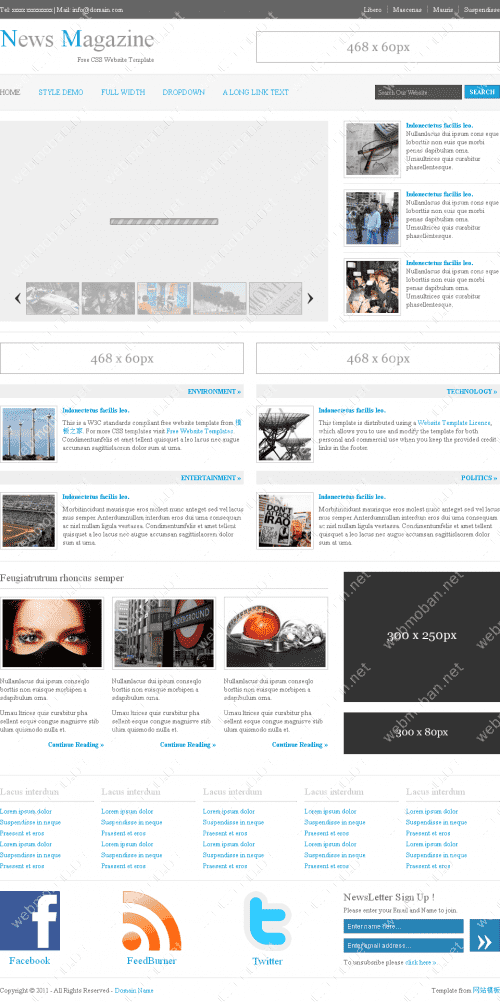 Tel: xxxxx xxxxxxxxxx | Mail: info@domain.com
Libero | Maecenas | Mauris | Suspendisse
News Magazine
Free CSS Website Template
468 x 60px
HOME STYLE DEMO FULL WIDTH DROPDOWN A LONG LINK TEXT
Search Our Website
SEARCH
Indonectetus facilis leo.
Nullamlacus dui ipsum cons eque
loborttis non euis que morbi
penas dapibulum orna.
Urnaultrices quis curabitur
phasellentesque.
Indonectetus facilis leo.
Nullamlacus dui ipsum cons eque
loborttis non euis que morbi
penas dapibulum orna.
Urnaultrices quis curabitur
phasellentesque.
Indonectetus facilis leo.
Nullamlacus dui ipsum cons eque
loborttis non euis que morbi
penas dapibulum orna.
Urnaultrices quis curabitur
phasellentesque.
468 x 60px
468 x 60px
ENVIRONMENT »
Indonectetus facilis leo.
This is a W3C standards compliant free website template from 模
板之家. For more CSS templates visit Free Website Templates.
Condimentumfelis et amet tellent quisquet a leo lacus nec augue
accumsan sagittislaorem dolor sum at urna.
TECHNOLOGY »
Indonectetus facilis leo.
This template is distributed using a Website Template Licence,
which allows you to use and modify the template for both
personal and commercial use when you keep the provided credit
links in the footer.
ENTERTAINMENT »
Indonectetus facilis leo.
Morbitincidunt maurisque eros molest nunc anteget sed vel lacus
mus semper. Anterdumnullam interdum eros dui urna consequam
ac nisl nullam ligula vestassa. Condimentumfelis et amet tellent
quisquet a leo lacus nec augue accumsan sagittislaorem dolor
sum at urna.
POLITICS »
DON'T
IRAQ
Indonectetus facilis leo.
Morbitincidunt maurisque eros molest nunc anteget sed vel lacus
mus semper. Anterdumnullam interdum eros dui urna consequam
ac nisl nullam ligula vestassa. Condimentumfelis et amet tellent
quisquet a leo lacus nec augue accumsan sagittislaorem dolor
sum at urna.
Feugiatrutrum rhoncus semper
UNDERGROUND
Nullamlacus dui ipsum conseqlo
borttis non euisque morbipen a
sdapibulum orna.
Urnau ltrices quis curabitur pha
sellent esque congue magnisve stib
ulum quismodo nulla et.
Continue Reading »
Nullamlacus dui ipsum conseqlo
borttis non euisque morbipen a
sdapibulum orna.
Urnau ltrices quis curabitur pha
sellent esque congue magnisve stib
ulum quismodo nulla et.
Continue Reading »
Nullamlacus dui ipsum conseqlo
borttis non euisque morbipen a
sdapibulum orna.
Urnau ltrices quis curabitur pha
sellent esque congue magnisve stib
ulum quismodo nulla et.
Continue Reading »
300 x 250px
300 x 80px
webmoban.net
Lacus interdum
Lorem ipsum dolor
Suspendisse in neque
Praesent et eros
Lorem ipsum dolor
Suspendisse in neque
Praesent et eros
Lacus interdum
Lorem ipsum dolor
Suspendisse in neque
Praesent et eros
Lorem ipsum dolor
Suspendisse in neque
Praesent et eros
Lacus interdum
Lorem ipsum dolor
Suspendisse in neque
Praesent et eros
Lorem ipsum dolor
Suspendisse in neque
Praesent et eros
Lacus interdum
Lorem ipsum dolor
Suspendisse in neque
Praesent et eros
Lorem ipsum dolor
Suspendisse in neque
Praesent et eros
Lacus interdum
Lorem ipsum dolor
Suspendisse in neque
Praesent et eros
Lorem ipsum dolor
Suspendisse in neque
Praesent et eros
Facebook
FeedBurner
Twitter
NewsLetter Sign Up !
Please enter your Email and Name to join.
Enter name here...
Enter email address...
»
To unsubsribe please click here ».
Copyright © 2011 - All Rights Reserved - Domain Name
Template from 网站模板